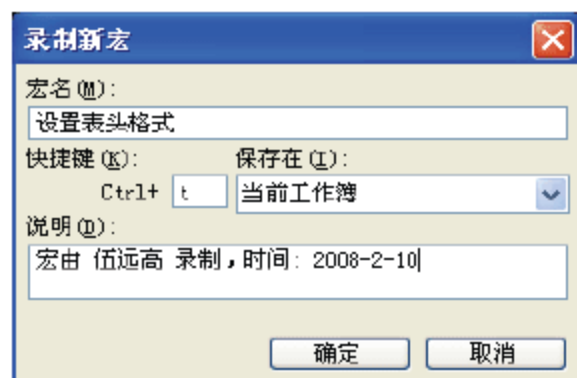 录制新宏
宏名(M):
设置表头格式
快捷键(K): 保存在(I):
Ctrl+ t 当前工作簿
说明(D):
宏由 伍远高 录制,时间: 2008-2-10
确定 取消